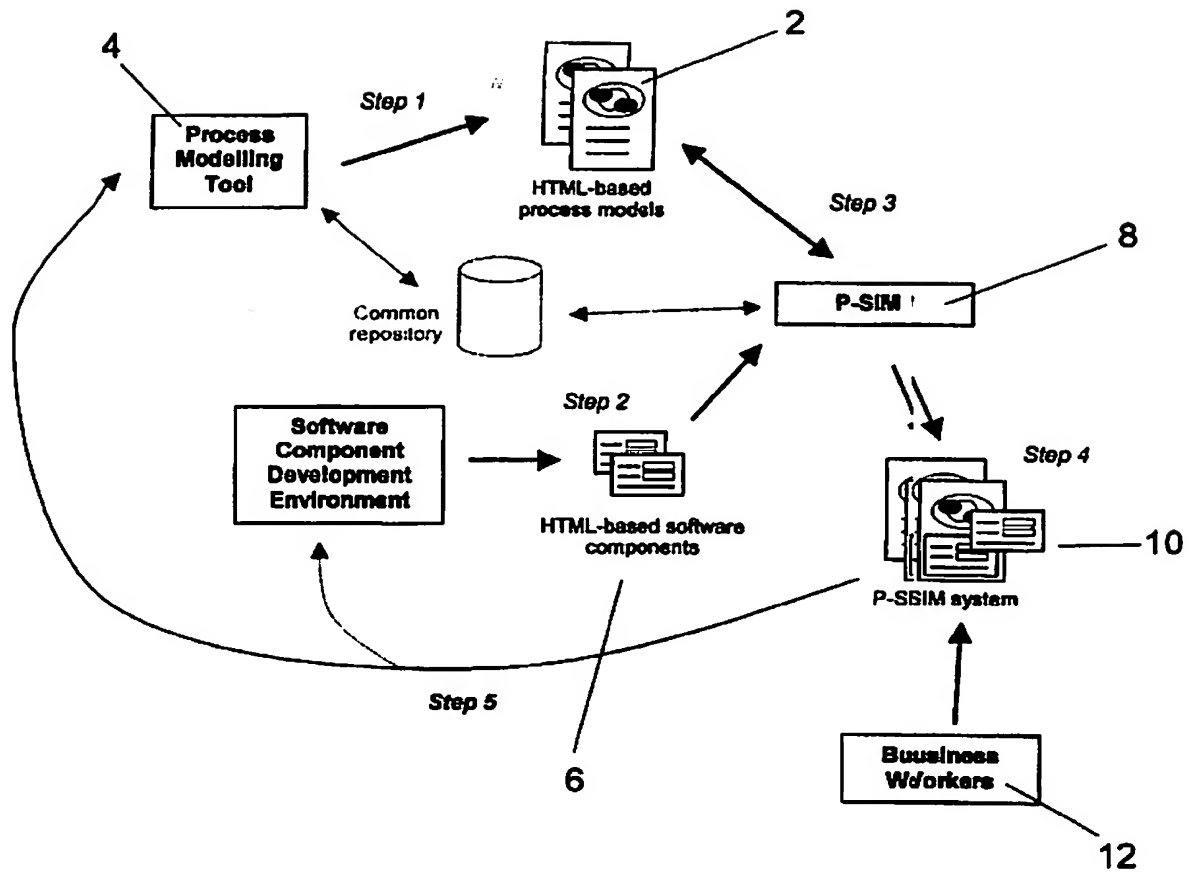 4
2
Step 1
Process
Modelling
Tool
HTML-based
process models
Step 3
8
P-SIM
Common
repository
Step 2
Software
Component
Development
Environment
Step 4
HTML-based software
components
10
P-SSIM system
Step 5
6
Buusiness
Workers
12